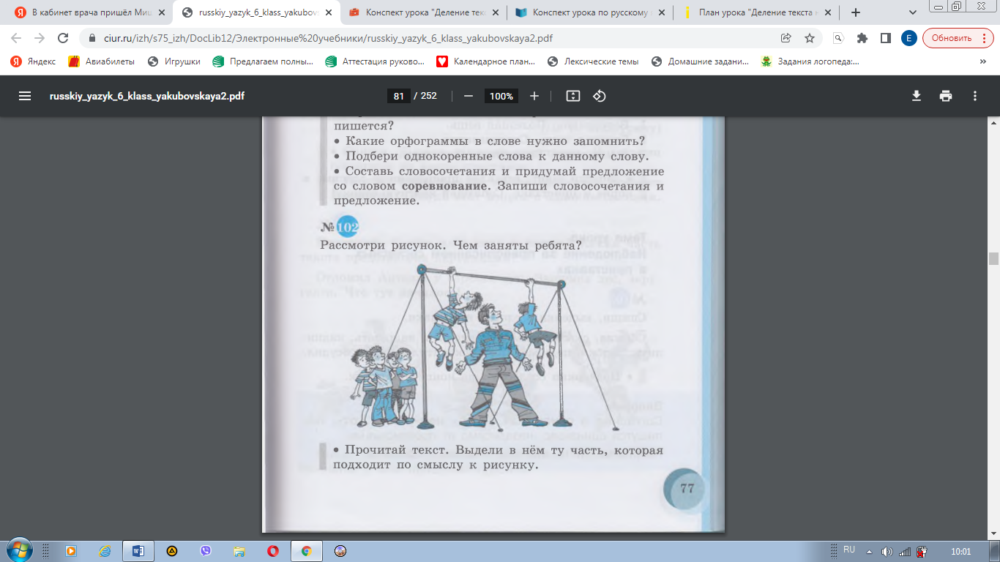 В кабинет врача пришёл Миш
russkiy_yazyk_6_klass_yakubovs
Конспект урока "Деление тек
Конспект урока по русскому
План урока "Деление текста н
ciur.ru/izh/s75_izh/DocLib12/Электронные%20учебники/russkiy_yazyk_6_klass_yakubovskaya2.pdf
E
Обновить
Яндекс
Авиабилеты
Игрушки
Предлагаем полны...
Аттестация руково...
Календарное план...
Лексические темы
Домашние задани...
Задания логопеда:...
»
russkiy_yazyk_6_klass_yakubovskaya2.pdf
81 / 252
100%
пишется?
• Какие орфограммы в слове нужно запомнить?
• Подбери однокоренные слова к данному слову.
• Составь словосочетания и придумай предложение
со словом соревнование. Запиши словосочетания и
предложение.
№ 102
Рассмотри рисунок. Чем заняты ребята?
• Прочитай текст. Выдели в нём ту часть, которая
подходит по смыслу к рисунку.
77
RU
10:01